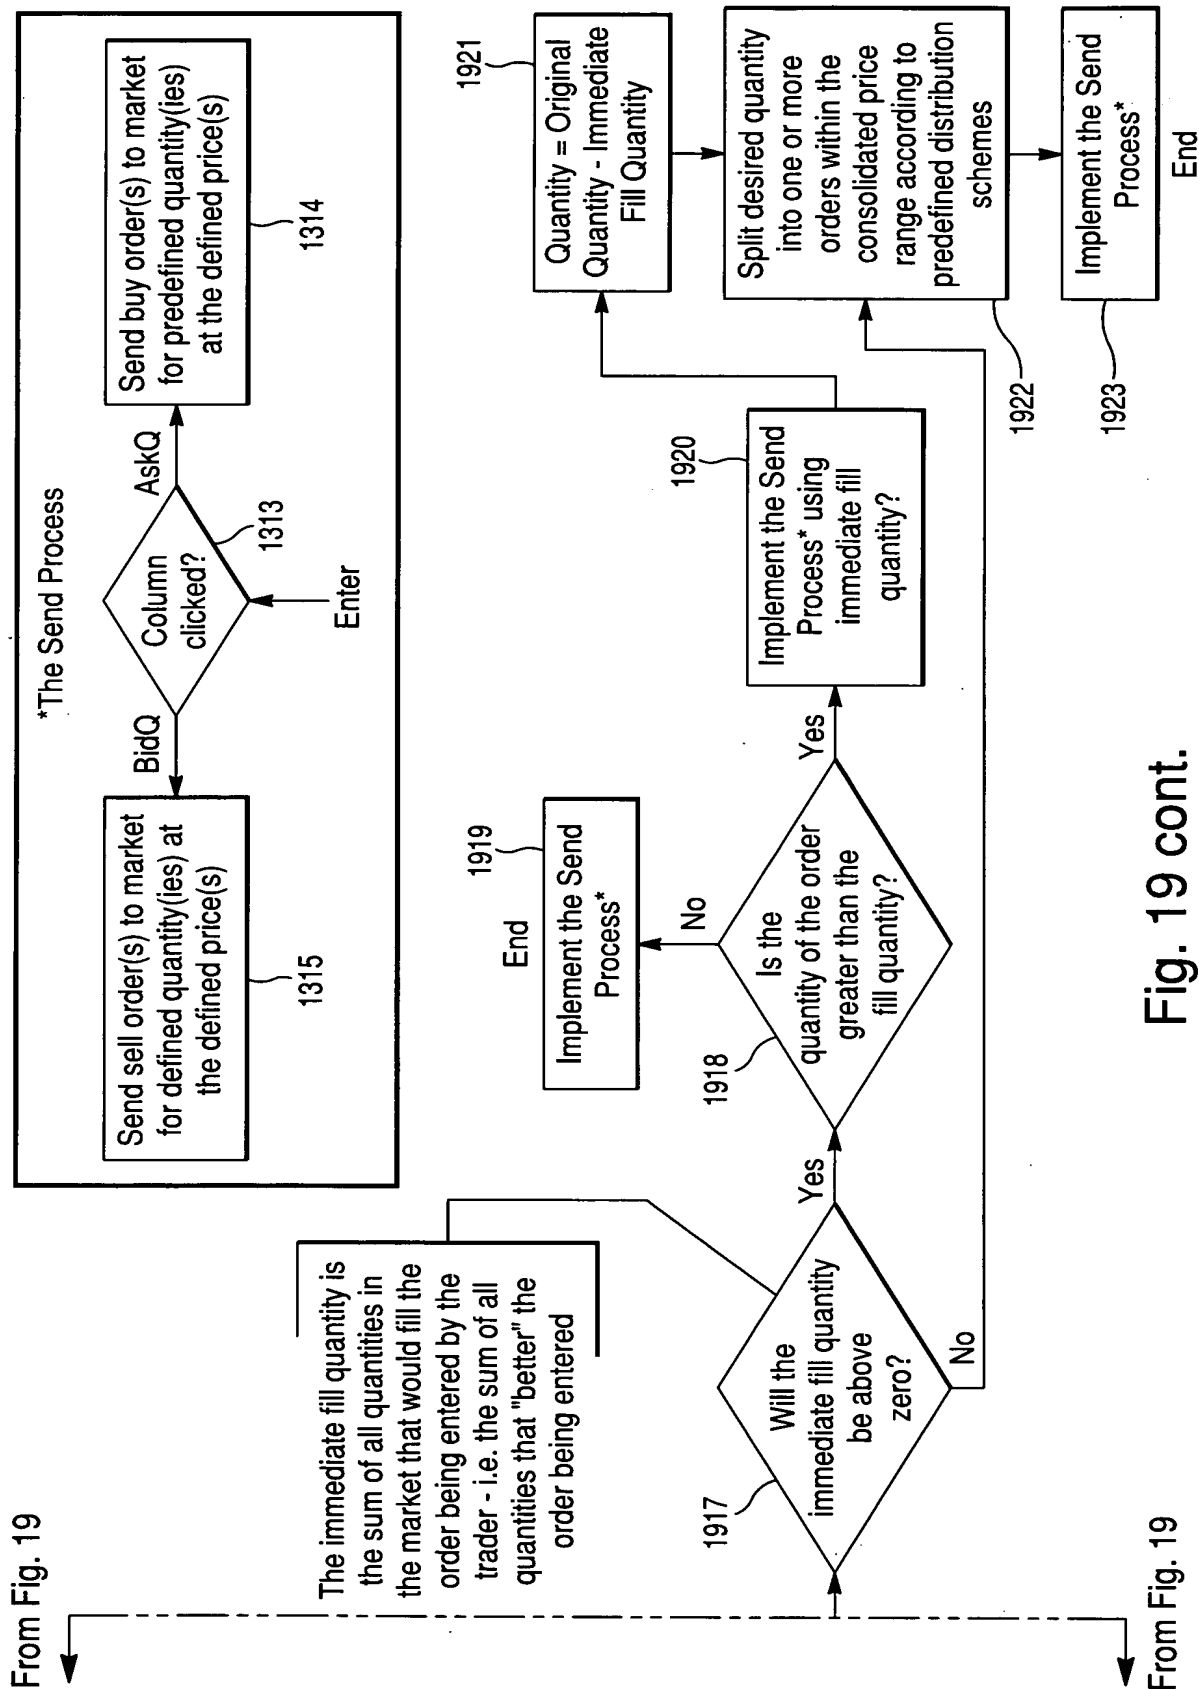 From Fig. 19
*The Send Process
Send sell order(s) to market
for defined quantity(ies) at
the defined price(s)
1315
BidQ
Column
clicked?
1313
Enter
AskQ
Send buy order(s) to market
for predefined quantity(ies)
at the defined price(s)
1314
The immediate fill quantity is
the sum of all quantities in
the market that would fill the
order being entered by the
trader - i.e. the sum of all
quantities that "better" the
order being entered
1917
Will the
immediate fill quantity
be above
zero?
Yes
No
1918
Is the
quantity of the order
greater than the
fill quantity?
No
Yes
End
1919
Implement the Send
Process*
1920
Implement the Send
Process* using
immediate fill
quantity?
1921
Quantity = Original
Quantity - Immediate
Fill Quantity
Split desired quantity
into one or more
orders within the
consolidated price
range according to
predefined distribution
schemes
1922
Implement the Send
Process*
1923
End
From Fig. 19
Fig. 19 cont.